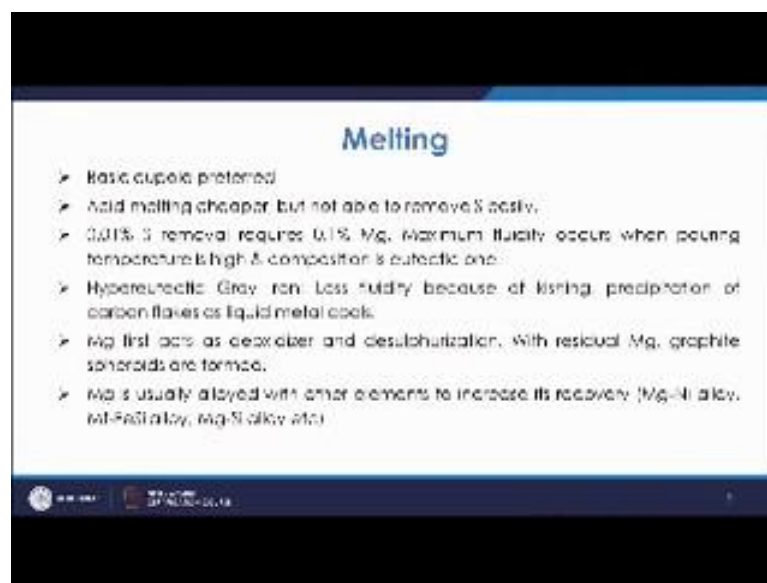 Melting
➤ Basic cupola preferred
➤ Acid melting cheaper, but not able to remove S easily.
➤ 0.01% S removal requires 0.1% Mg. Maximum fluidity occurs when pouring
temperature is high & composition is eutectic one
➤ Hypereutectic Gray Iron: Less fluidity because of kishing, precipitation of
carbon flakes as liquid metal cools.
➤ Mg first acts as deoxidizer and desulphurization. With residual Mg, graphite
spheroids are formed.
➤ Mg is usually alloyed with other elements to increase its recovery (Mg-Ni alloy,
alloy, Mg-Si alloy etc)